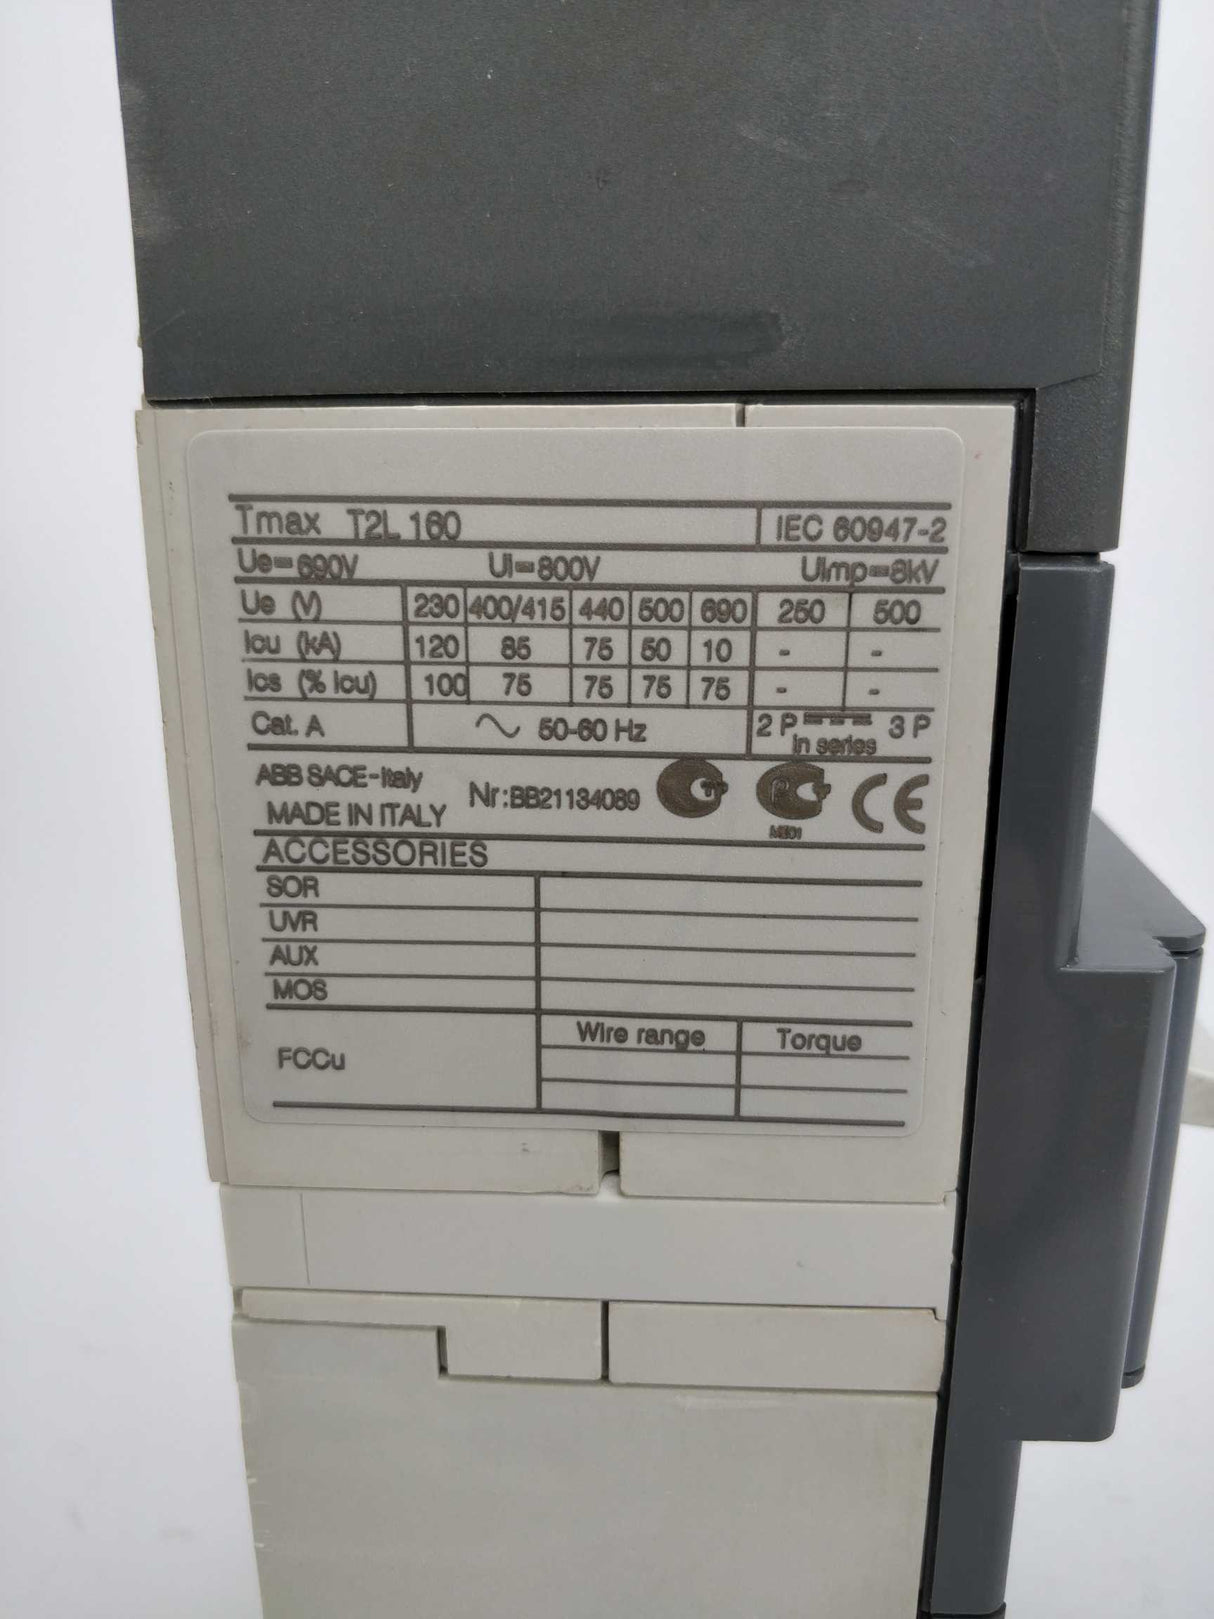 Tmax T2L 160 IEC 60947-2
Ue=690V Ui=800V Uimp=8kV
Ue (V) 230 400/415 440 500 690 250 500
Icu (kA) 120 85 75 50 10 - -
Ics (% Icu) 100 75 75 75 75 - -
Cat. A 50-60 Hz 2 P 3 P
in series
ABB SACE-Italy
MADE IN ITALY
Nr:BB21134089
CE
ACCESSORIES
SOR
UVR
AUX
MOS
FCCu
Wire range Torque